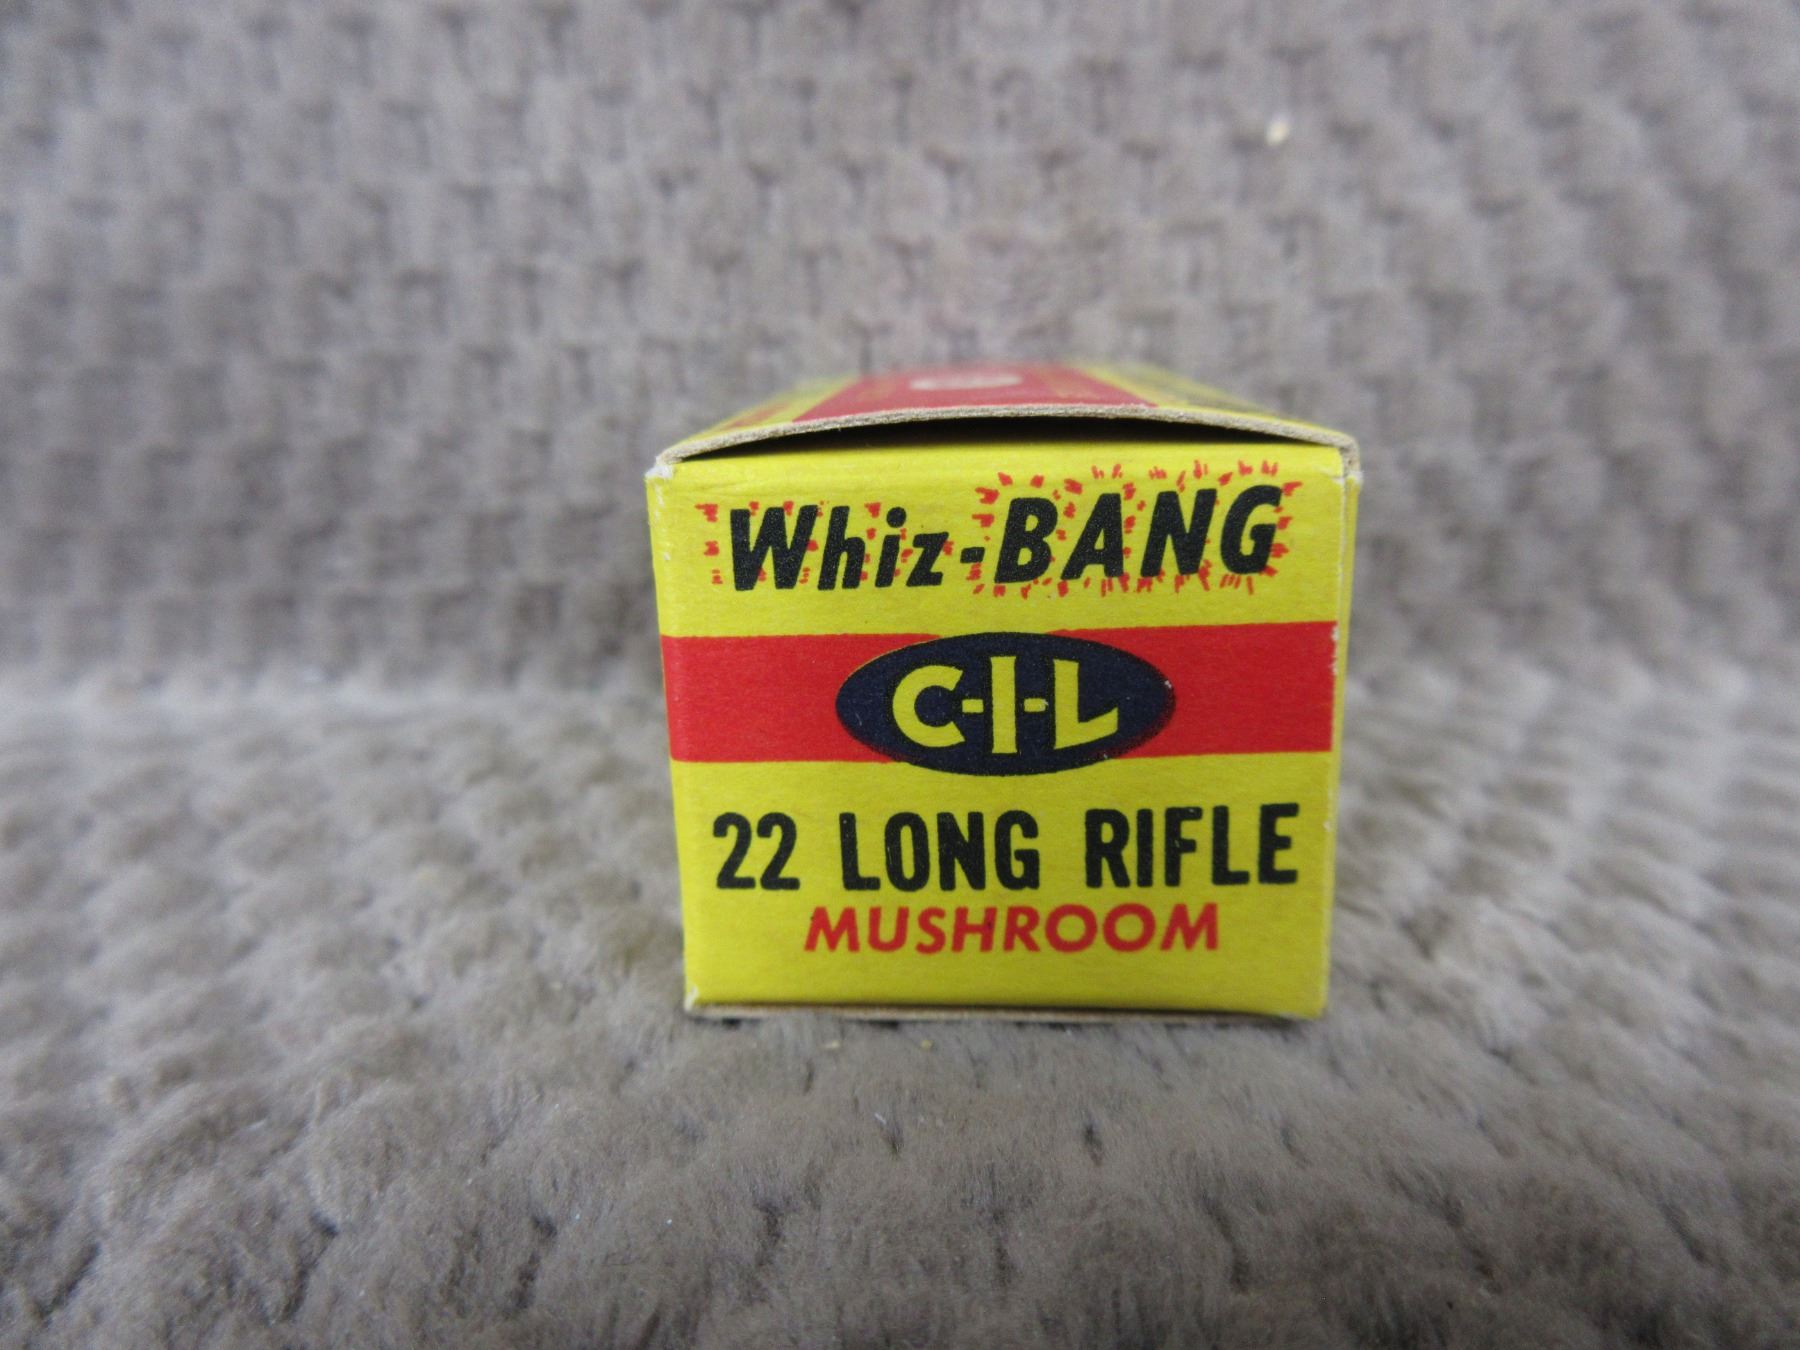 Whiz-BANG
C-I-L
22 LONG RIFLE
MUSHROOM